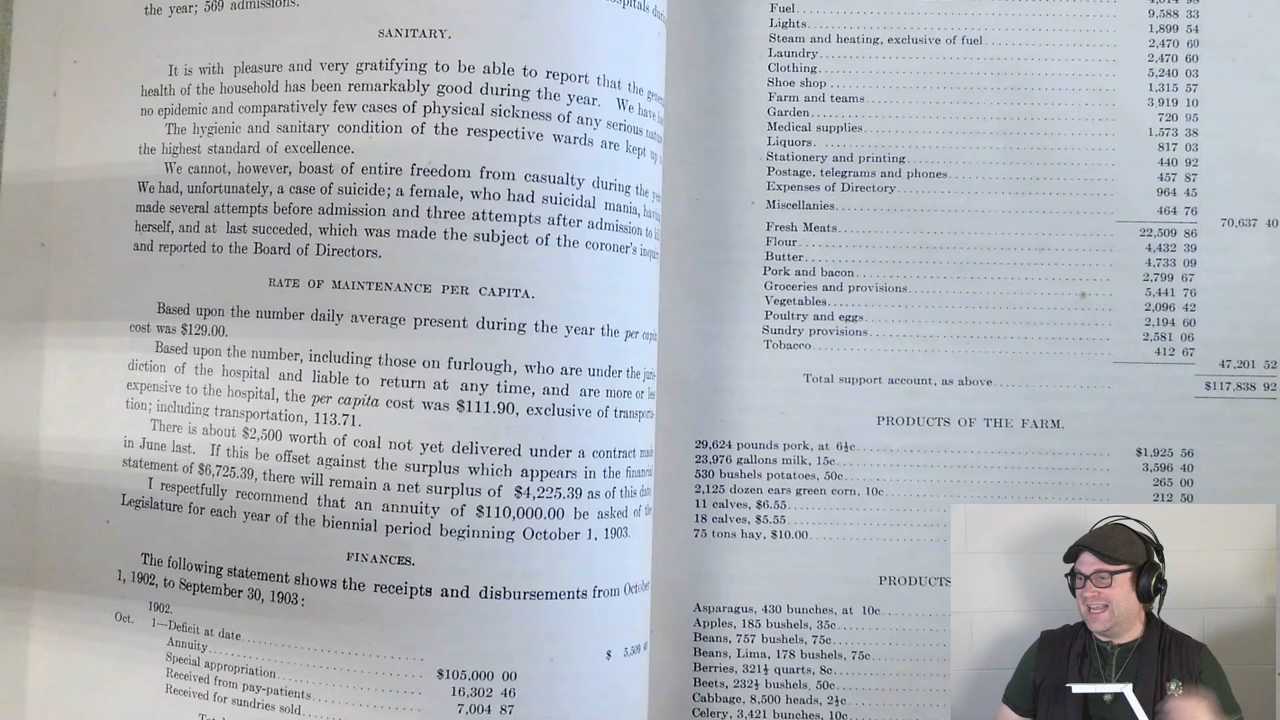 the year; 569 admissions.
SANITARY.
It is with pleasure and very gratifying to be able to report that the
health of the household has been remarkably good during the year. We have
no epidemic and comparatively few cases of physical sickness of any serious
The hygienic and sanitary condition of the respective wards are kept
the highest standard of excellence.
We cannot, however, boast of entire freedom from casualty during the
We had, unfortunately, a case of suicide; a female, who had suicidal mania,
made several attempts before admission and three attempts after admission to
herself, and at last succeded, which was made the subject of the coroner's
and reported to the Board of Directors.
RATE OF MAINTENANCE PER CAPITA.
Based upon the number daily average present during the year the per
cost was $129.00.
Based upon the number, including those on furlough, who are under the juris-
diction of the hospital and liable to return at any time, and are more or
expensive to the hospital, the per capita cost was $111.90, exclusive of transporta-
tion; including transportation, 113.71.
There is about $2,500 worth of coal not yet delivered under a contract
in June last. If this be offset against the surplus which appears in the financial
statement of $6,725.39, there will remain a net surplus of $4,225.39 as of this
I respectfully recommend that an annuity of $110,000.00 be asked of the
Legislature for each year of the biennial period beginning October 1, 1903.
FINANCES.
The following statement shows the receipts and disbursements from October
1, 1902, to September 30, 1903:
1902.
Oct. 1—Deficit at date $
Annuity $105,000 00
Special appropriation 16,302 46
Received from pay-patients 7,004 87
Received for sundries sold
Fuel 9,588 33
Lights 1,899 54
Steam and heating, exclusive of fuel 2,470 60
Laundry 2,470 60
Clothing 5,240 03
Shoe shop 1,315 57
Farm and teams 3,919 10
Garden 720 95
Medical supplies 1,573 38
Liquors 817 03
Stationery and printing 440 92
Postage, telegrams and phones 457 87
Expenses of Directory 964 45
Miscellanies 464 76
70,637 40
Fresh Meats 22,509 86
Flour 4,432 39
Butter 4,733 09
Pork and bacon 2,799 67
Groceries and provisions 5,441 76
Vegetables 2,096 42
Poultry and eggs 2,194 60
Sundry provisions 2,581 06
Tobacco 412 67
47,201 52
Total support account, as above $117,838 92
PRODUCTS OF THE FARM.
29,624 pounds pork, at 6½c $1,925 56
23,976 gallons milk, 15c 3,596 40
530 bushels potatoes, 50c 265 00
2,125 dozen ears green corn, 10c 212 50
11 calves, $6.55
18 calves, $5.55
75 tons hay, $10.00
PRODUCTS
Asparagus, 430 bunches, at 10c
Apples, 185 bushels, 35c
Beans, 757 bushels, 75c
Beans, Lima, 178 bushels, 75c
Berries, 321½ quarts, 8c
Beets, 232½ bushels, 50c
Cabbage, 8,500 heads, 2½c
Celery, 3,421 bunches, 10c